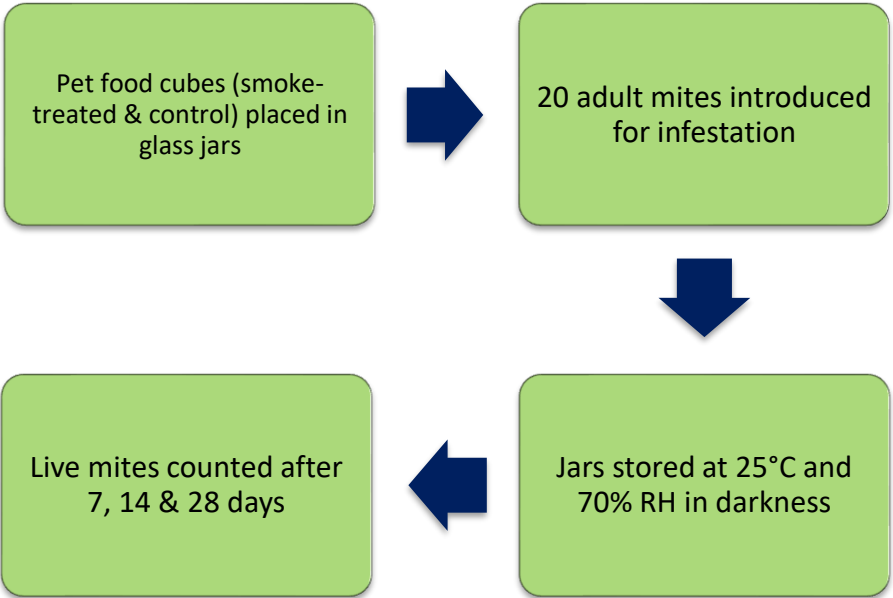 Pet food cubes (smoke-
treated & control) placed in
glass jars
20 adult mites introduced
for infestation
Jars stored at 25°C and
70% RH in darkness
Live mites counted after
7, 14 & 28 days